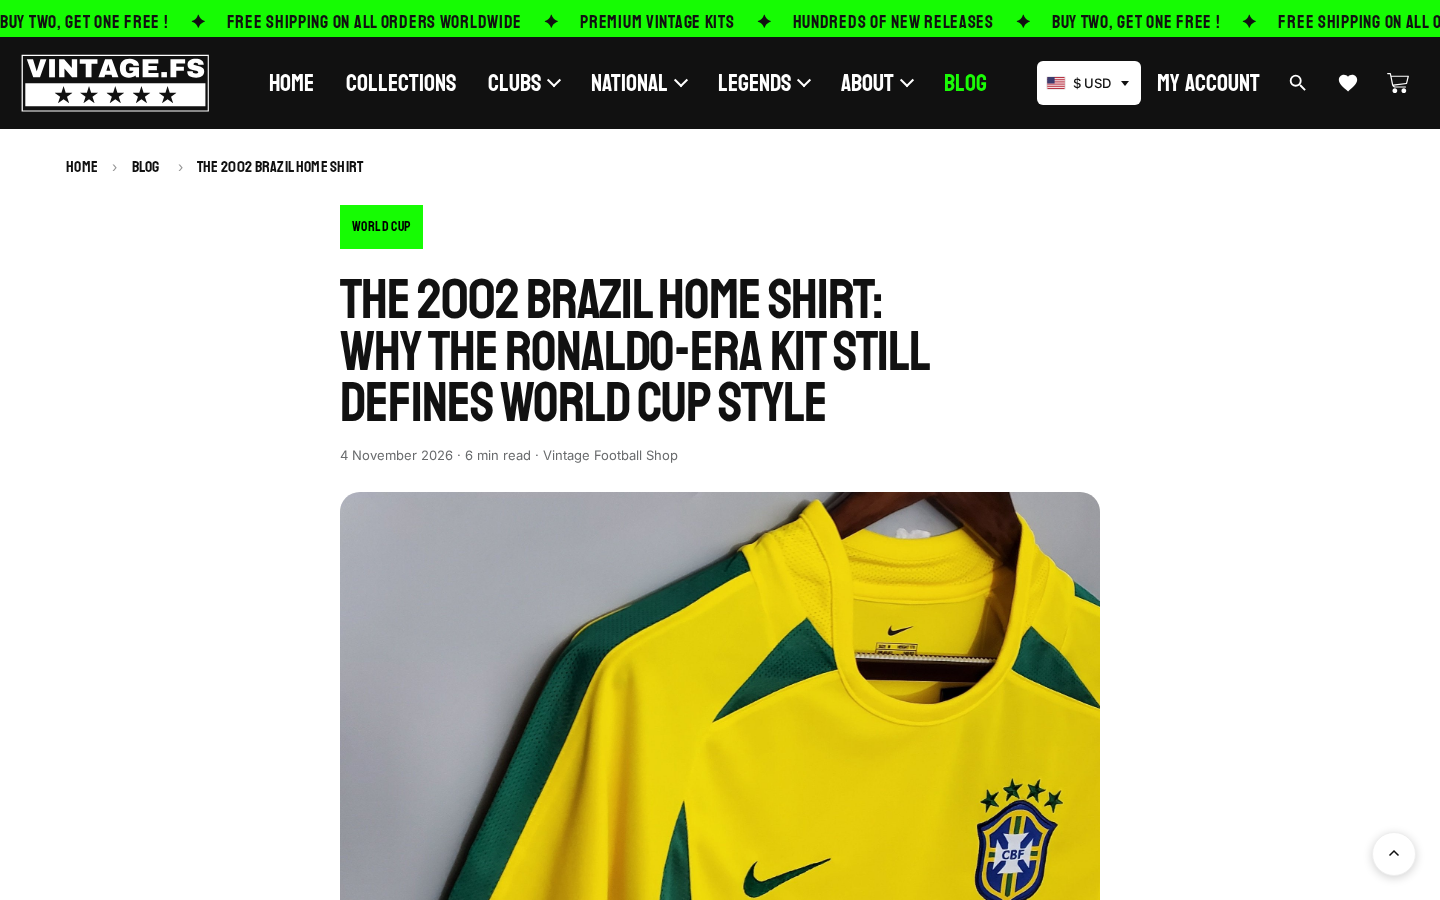 BUY TWO, GET ONE FREE ! ✦ FREE SHIPPING ON ALL ORDERS WORLDWIDE ✦ PREMIUM VINTAGE KITS ✦ HUNDREDS OF NEW RELEASES ✦ BUY TWO, GET ONE FREE ! ✦ FREE SHIPPING ON ALL O
VINTAGE.FS
HOME COLLECTIONS CLUBS NATIONAL LEGENDS ABOUT BLOG $ USD MY ACCOUNT
HOME › BLOG › THE 2002 BRAZIL HOME SHIRT
WORLD CUP
THE 2002 BRAZIL HOME SHIRT:
WHY THE RONALDO-ERA KIT STILL
DEFINES WORLD CUP STYLE
4 November 2026 · 6 min read · Vintage Football Shop
CBF